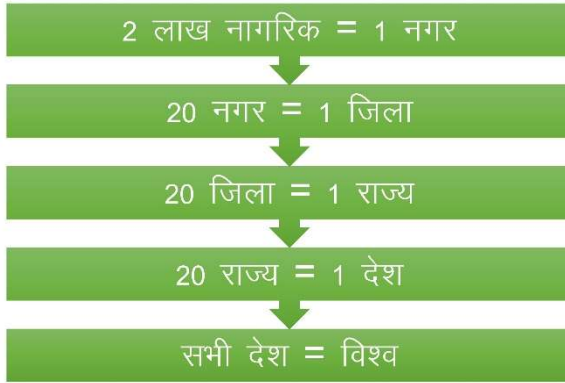 2 लाख नागरिक = 1 नगर
20 नगर = 1 जिला
20 जिला = 1 राज्य
20 राज्य = 1 देश
सभी देश = विश्व